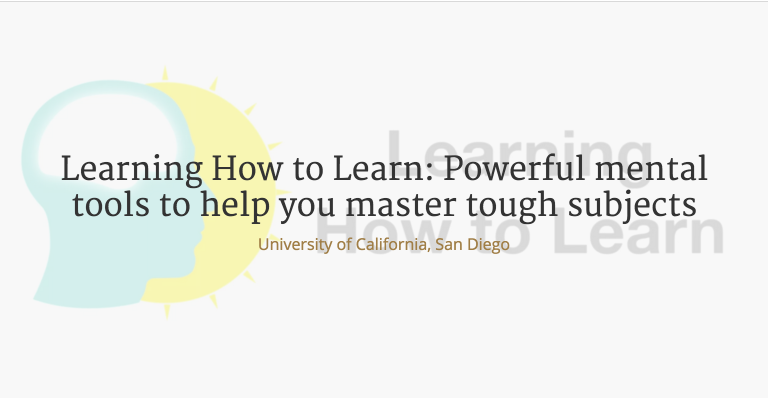 Learning How to Learn: Powerful mental
tools to help you master tough subjects
University of California, San Diego
Learning
How to Learn